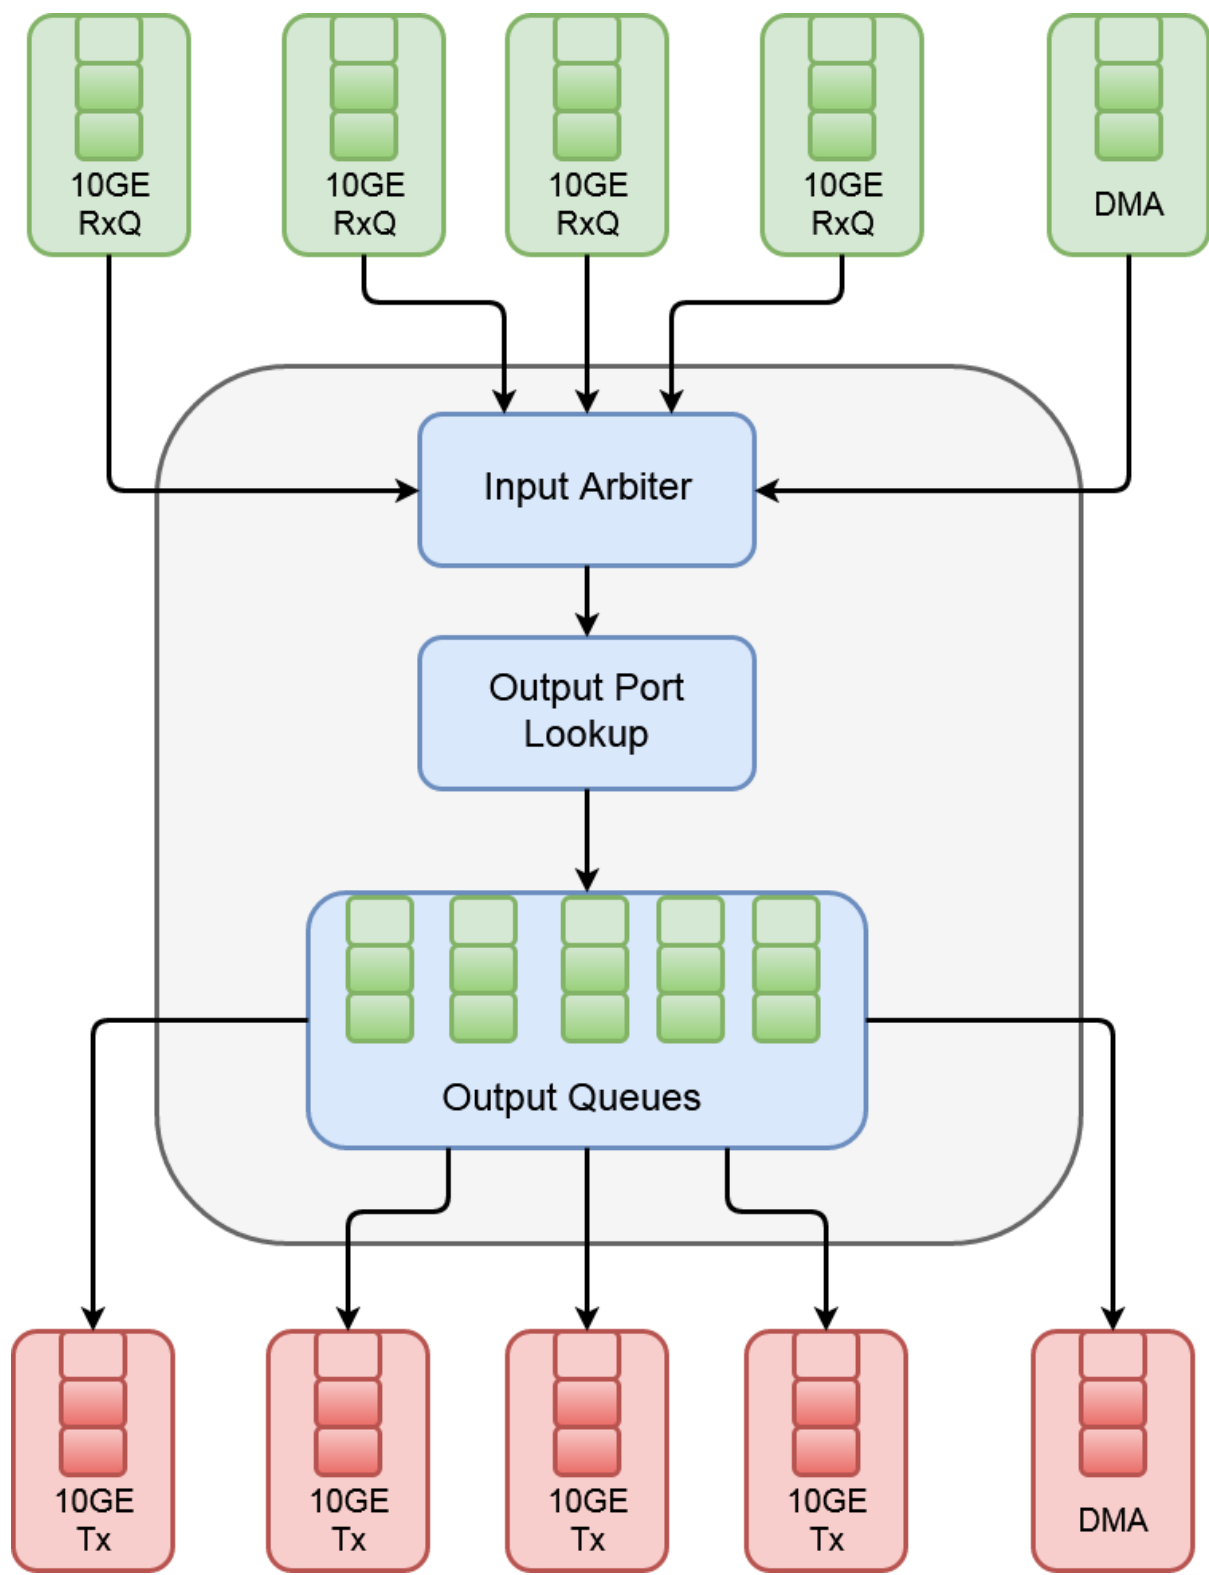 10GE
RxQ
10GE
RxQ
10GE
RxQ
10GE
RxQ
DMA
Input Arbiter
Output Port
Lookup
Output Queues
10GE
Tx
10GE
Tx
10GE
Tx
10GE
Tx
DMA